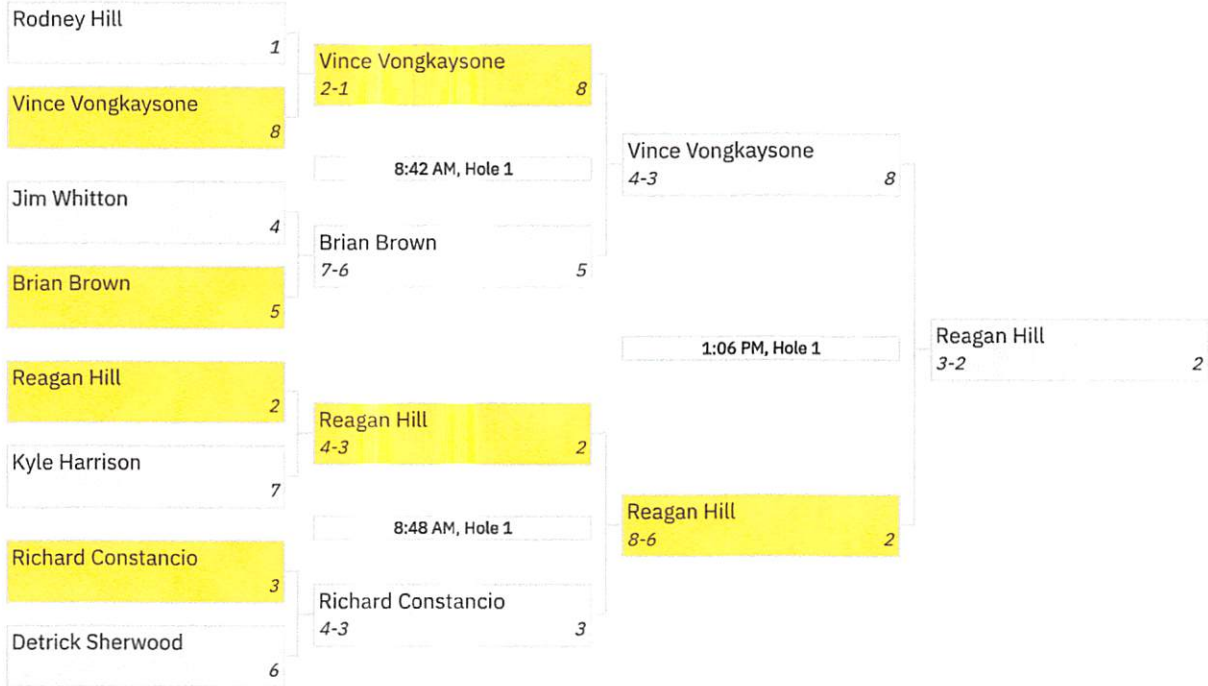 Rodney Hill
1
Vince Vongkaysone
8
Jim Whitton
4
Brian Brown
5
Reagan Hill
2
Kyle Harrison
7
Richard Constancio
3
Detrick Sherwood
6
Vince Vongkaysone
2-1 8
8:42 AM, Hole 1
Brian Brown
7-6 5
Reagan Hill
4-3 2
8:48 AM, Hole 1
Richard Constancio
4-3 3
Vince Vongkaysone
4-3 8
1:06 PM, Hole 1
Reagan Hill
8-6 2
Reagan Hill
3-2 2